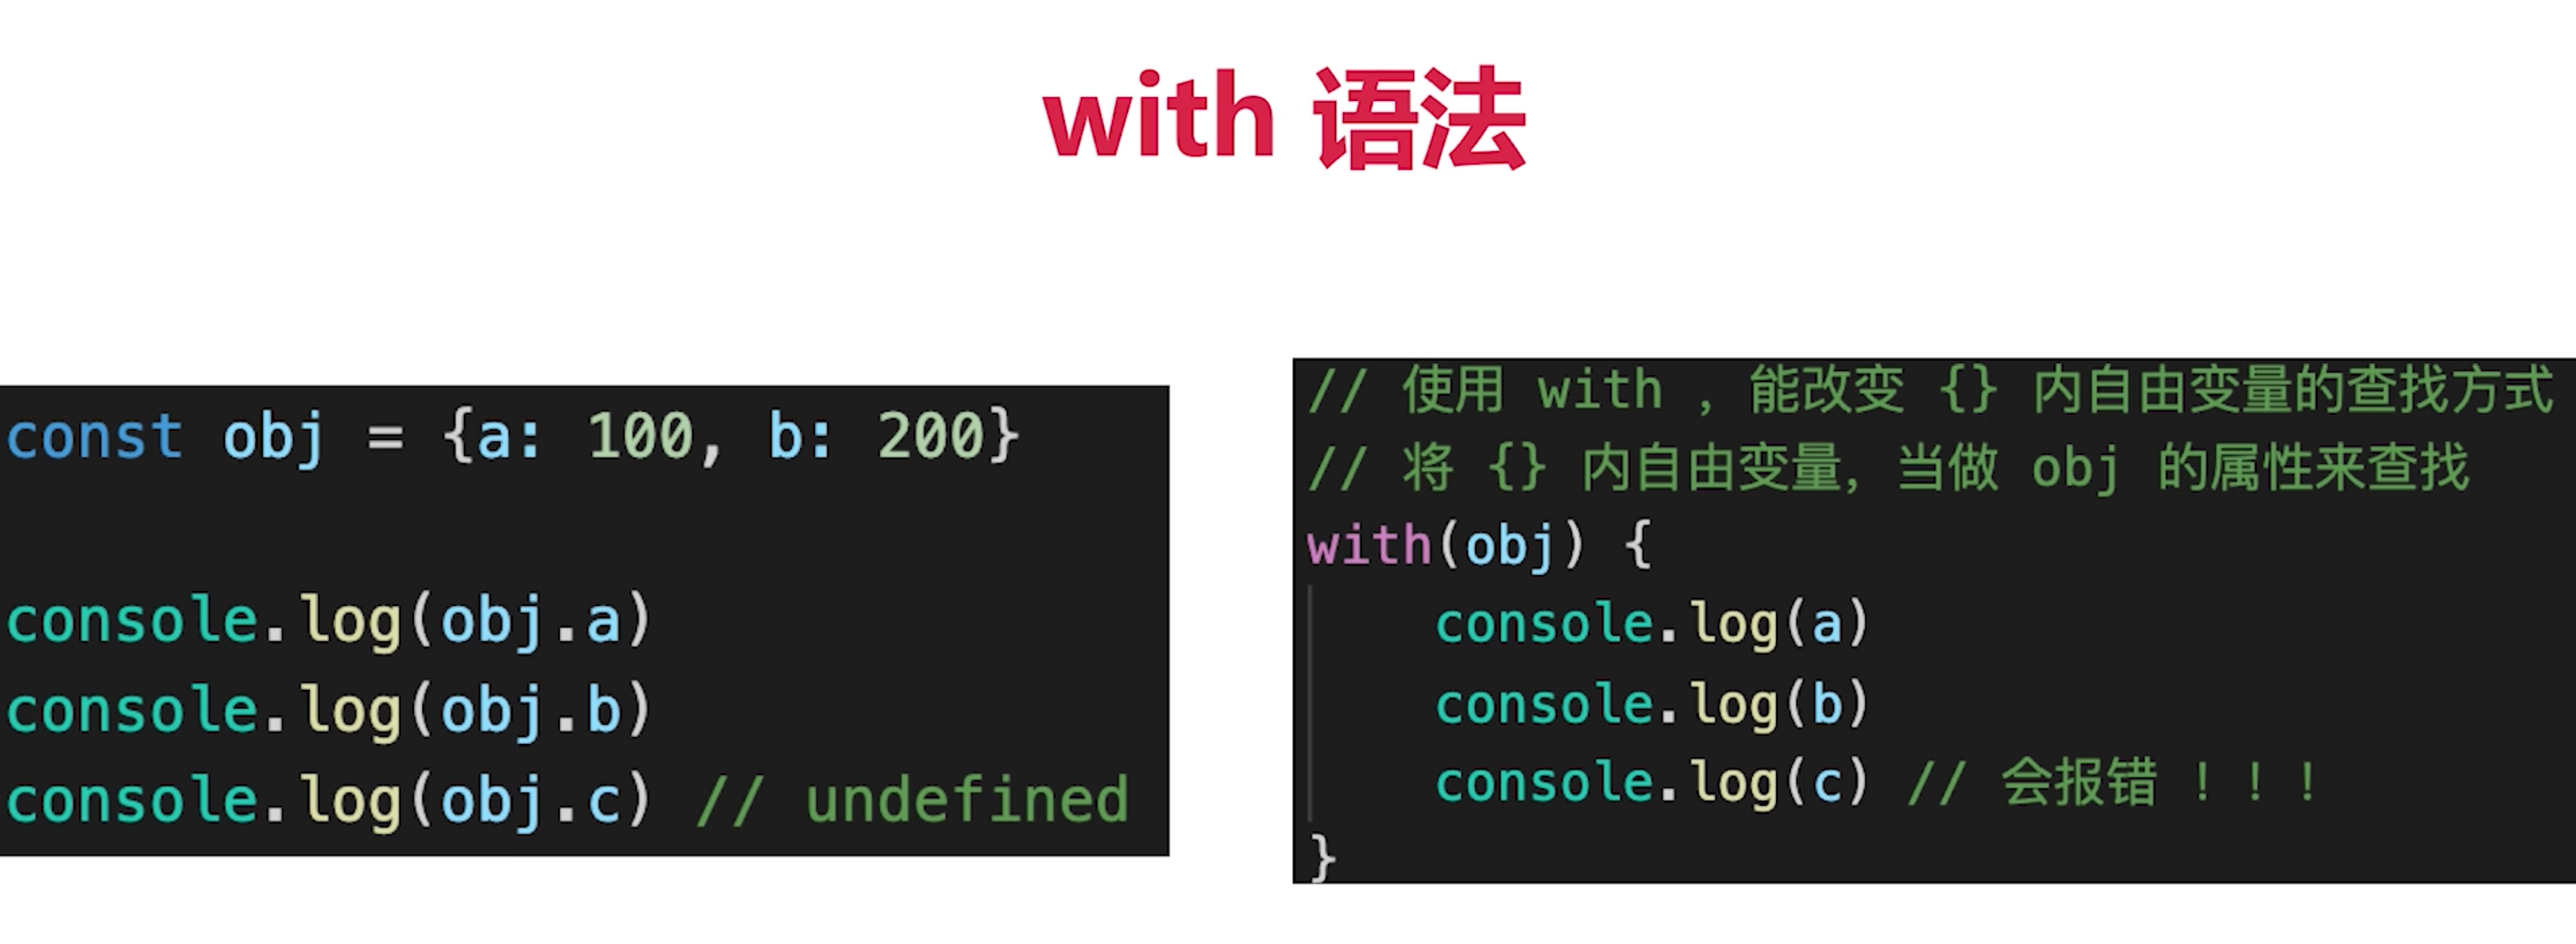 with 语法
const obj = {a: 100, b: 200}
console.log(obj.a)
console.log(obj.b)
console.log(obj.c) // undefined
// 使用 with ，能改变 {} 内自由变量的查找方式
// 将 {} 内自由变量，当做 obj 的属性来查找
with(obj) {
console.log(a)
console.log(b)
console.log(c) // 会报错 ！！！
}